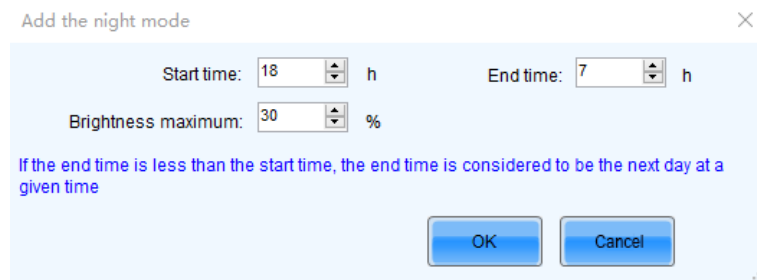 Add the night mode
Start time: 18 h End time: 7 h
Brightness maximum: 30 %
If the end time is less than the start time, the end time is considered to be the next day at a
given time
OK Cancel